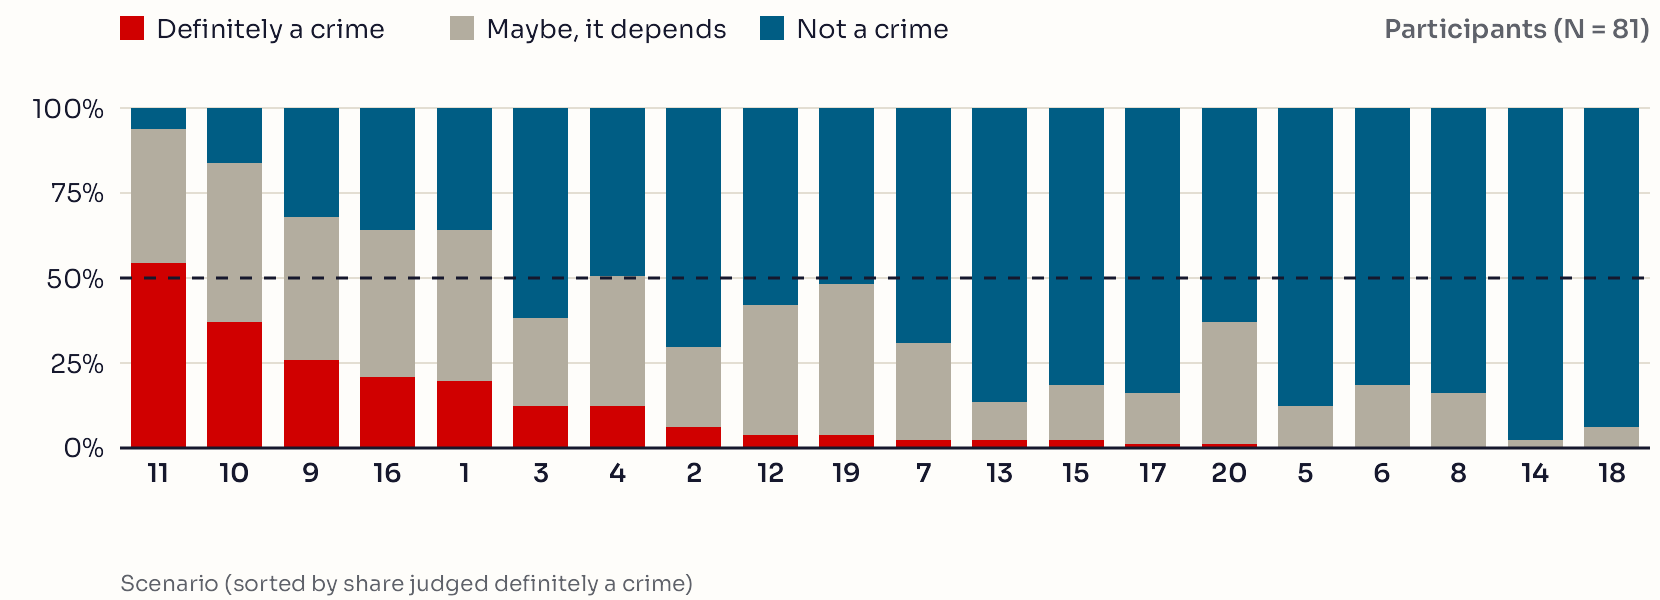 Definitely a crime Maybe, it depends Not a crime Participants (N = 81)
100%
75%
50%
25%
0%
11 10 9 16 1 3 4 2 12 19 7 13 15 17 20 5 6 8 14 18
Scenario (sorted by share judged definitely a crime)